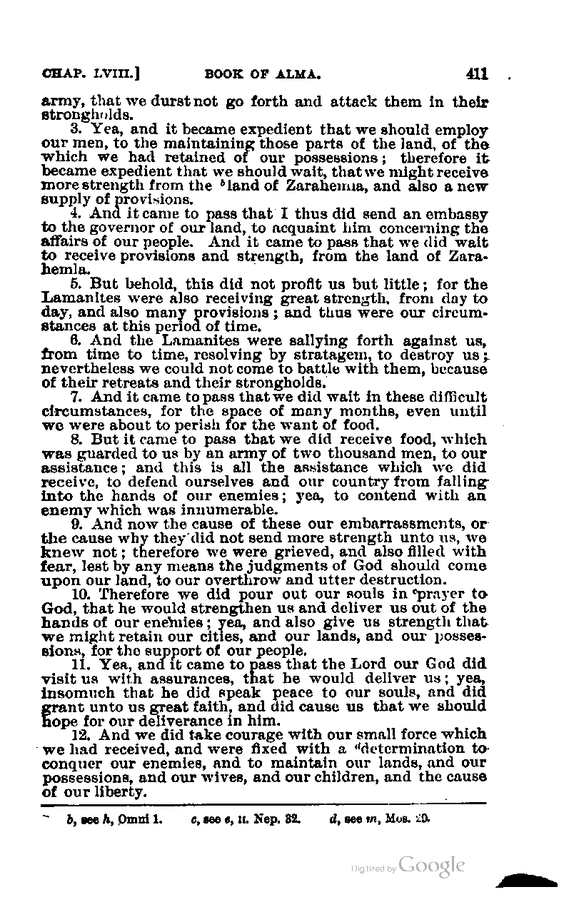 CHAP. LVIII.] BOOK OF ALMA. 411
army, that we durst not go forth and attack them in their
strongholds.
3. Yea, and it became expedient that we should employ
our men, to the maintaining those parts of the land, of the
which we had retained of our possessions; therefore it
became expedient that we should wait, that we might receive
more strength from the ᵇland of Zarahemla, and also a new
supply of provisions.
4. And it came to pass that I thus did send an embassy
to the governor of our land, to acquaint him concerning the
affairs of our people. And it came to pass that we did wait
to receive provisions and strength, from the land of Zara-
hemla.
5. But behold, this did not profit us but little; for the
Lamanites were also receiving great strength, from day to
day, and also many provisions; and thus were our circum-
stances at this period of time.
6. And the Lamanites were sallying forth against us,
from time to time, resolving by stratagem, to destroy us;
nevertheless we could not come to battle with them, because
of their retreats and their strongholds.
7. And it came to pass that we did wait in these difficult
circumstances, for the space of many months, even until
we were about to perish for the want of food.
8. But it came to pass that we did receive food, which
was guarded to us by an army of two thousand men, to our
assistance; and this is all the assistance which we did
receive, to defend ourselves and our country from falling
into the hands of our enemies; yea, to contend with an
enemy which was innumerable.
9. And now the cause of these our embarrassments, or
the cause why they did not send more strength unto us, we
knew not; therefore we were grieved, and also filled with
fear, lest by any means the judgments of God should come
upon our land, to our overthrow and utter destruction.
10. Therefore we did pour out our souls in ᶜprayer to
God, that he would strengthen us and deliver us out of the
hands of our enemies; yea, and also give us strength that
we might retain our cities, and our lands, and our posses-
sions, for the support of our people.
11. Yea, and it came to pass that the Lord our God did
visit us with assurances, that he would deliver us; yea,
insomuch that he did speak peace to our souls, and did
grant unto us great faith, and did cause us that we should
hope for our deliverance in him.
12. And we did take courage with our small force which
we had received, and were fixed with a ᵈdetermination to
conquer our enemies, and to maintain our lands, and our
possessions, and our wives, and our children, and the cause
of our liberty.
b, see h, Omni 1. c, see e, II. Nep. 32. d, see m, Mos. 29.
Digitized by Google